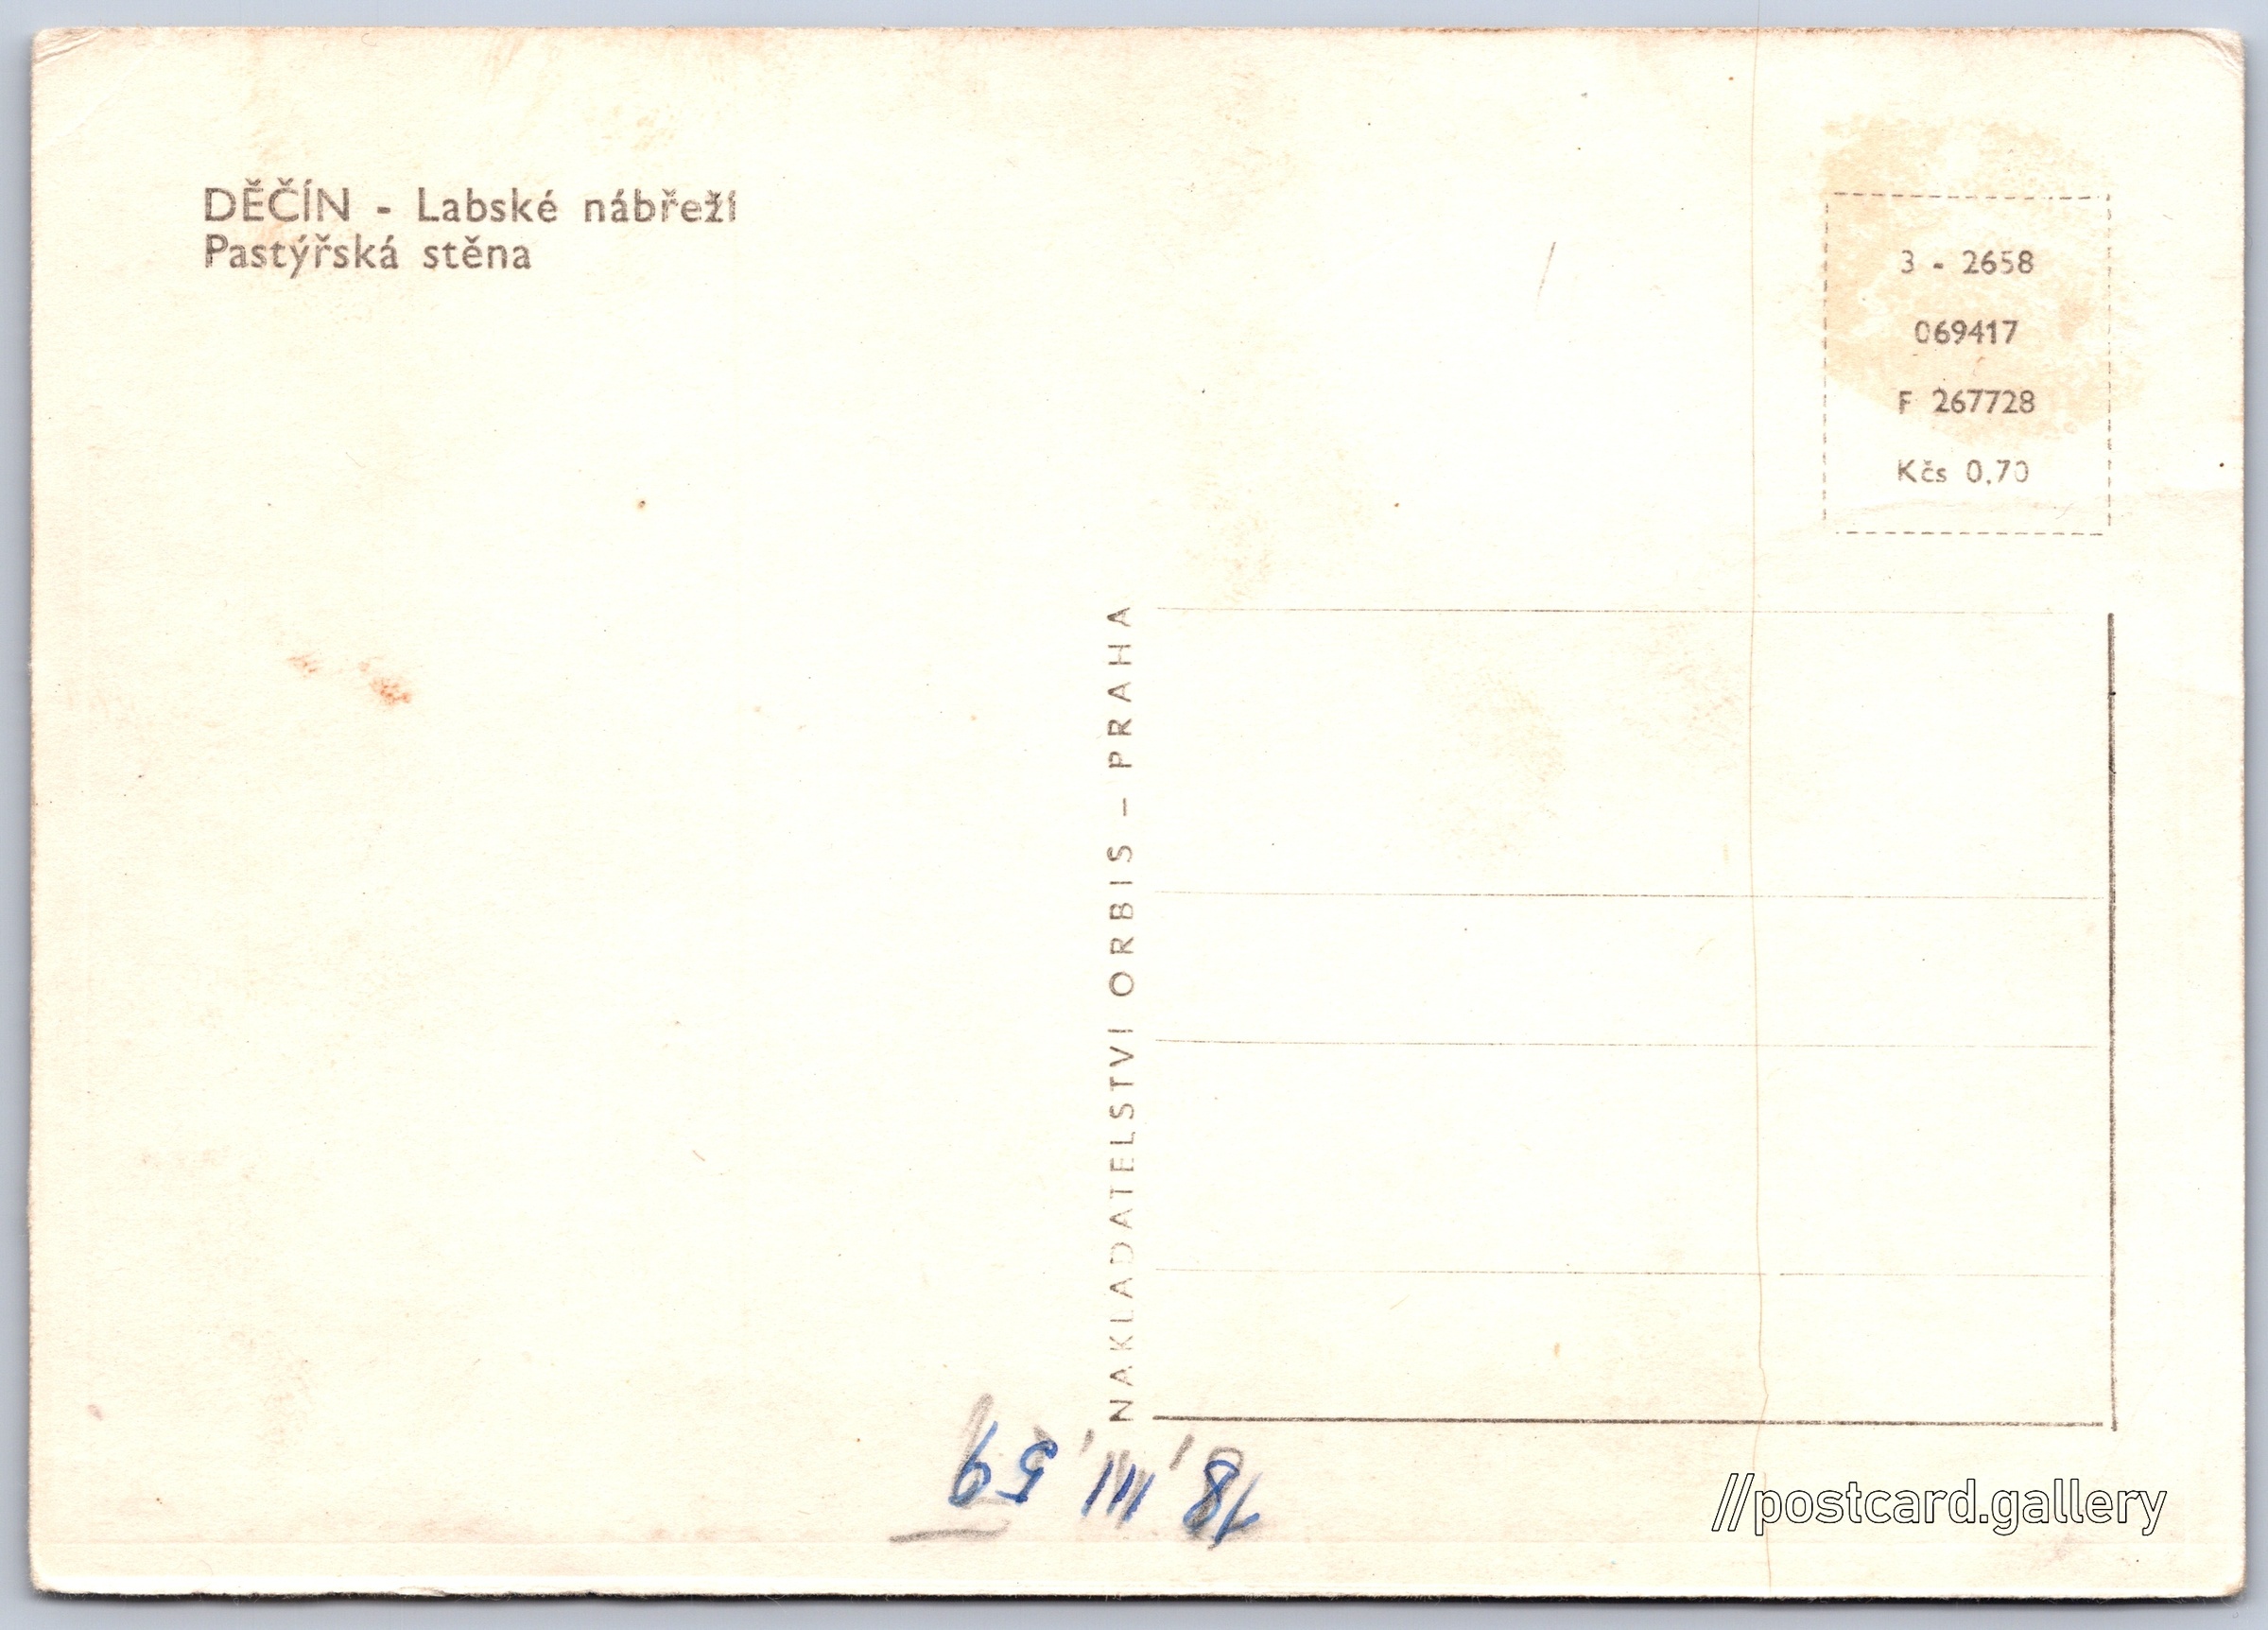 DĚČÍN - Labské nábřeží
Pastýřská stěna
3 - 2658
069417
F 267728
Kčs 0,70
NAKLADATELSTVI ORBIS – PRAHA
18. III. 59
//postcard.gallery